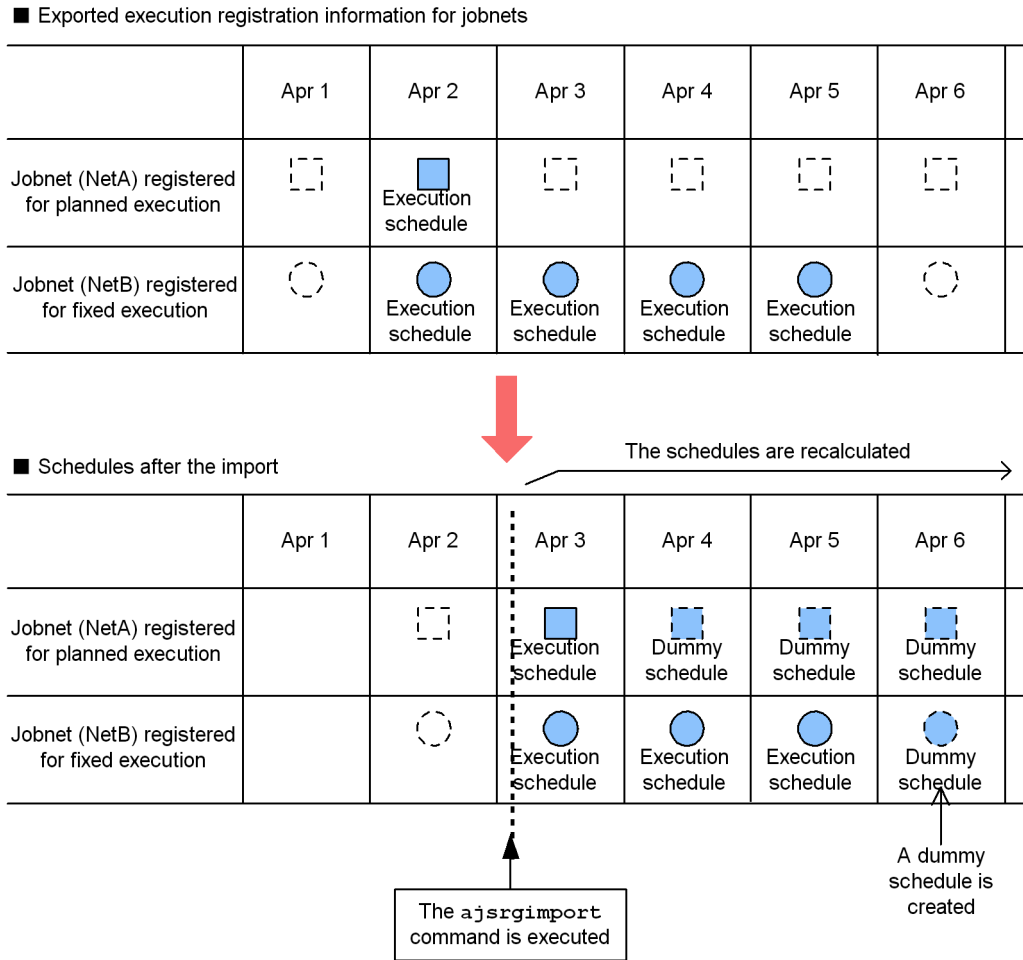 ■ Exported execution registration information for jobnets
Apr 1 Apr 2 Apr 3 Apr 4 Apr 5 Apr 6
Jobnet (NetA) registered
for planned execution
Execution
schedule
Jobnet (NetB) registered
for fixed execution
Execution Execution Execution Execution
schedule schedule schedule schedule
The schedules are recalculated
■ Schedules after the import
Apr 1 Apr 2 Apr 3 Apr 4 Apr 5 Apr 6
Jobnet (NetA) registered
for planned execution
Execution Dummy Dummy Dummy
schedule schedule schedule schedule
Jobnet (NetB) registered
for fixed execution
Execution Execution Execution Dummy
schedule schedule schedule schedule
A dummy
schedule is
created
The ajsrgimport
command is executed